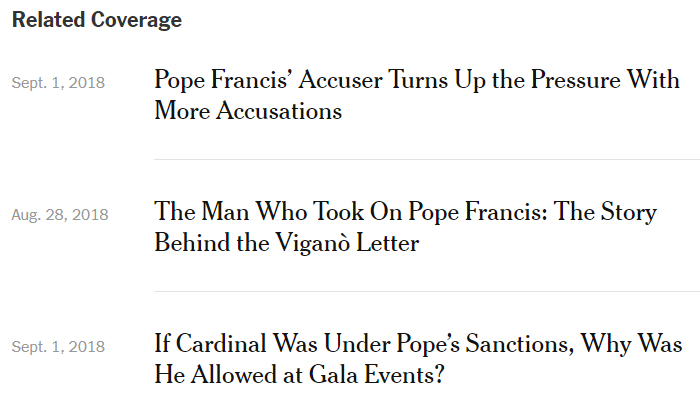 Related Coverage
Sept. 1, 2018
Pope Francis’ Accuser Turns Up the Pressure With
More Accusations
Aug. 28, 2018
The Man Who Took On Pope Francis: The Story
Behind the Viganò Letter
Sept. 1, 2018
If Cardinal Was Under Pope’s Sanctions, Why Was
He Allowed at Gala Events?